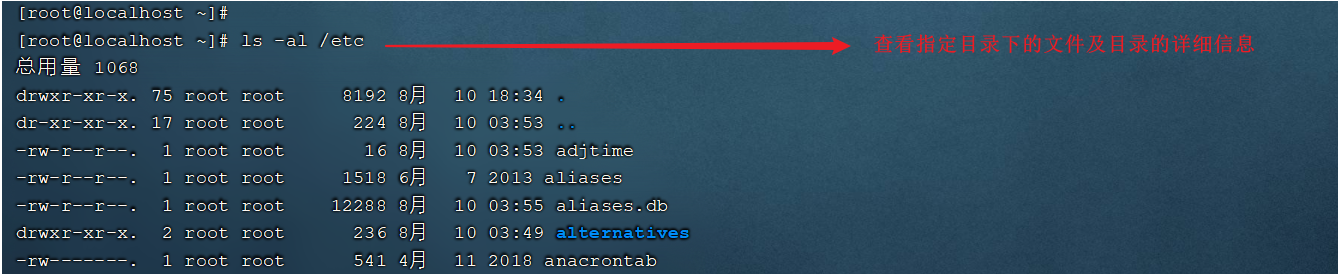 [root@localhost ~]#
[root@localhost ~]# ls -al /etc 查看指定目录下的文件及目录的详细信息
总用量 1068
drwxr-xr-x. 75 root root 8192 8月 10 18:34 .
dr-xr-xr-x. 17 root root 224 8月 10 03:53 ..
-rw-r--r--. 1 root root 16 8月 10 03:53 adjtime
-rw-r--r--. 1 root root 1518 6月 7 2013 aliases
-rw-r--r--. 1 root root 12288 8月 10 03:55 aliases.db
drwxr-xr-x. 2 root root 236 8月 10 03:49 alternatives
-rw-------. 1 root root 541 4月 11 2018 anacrontab